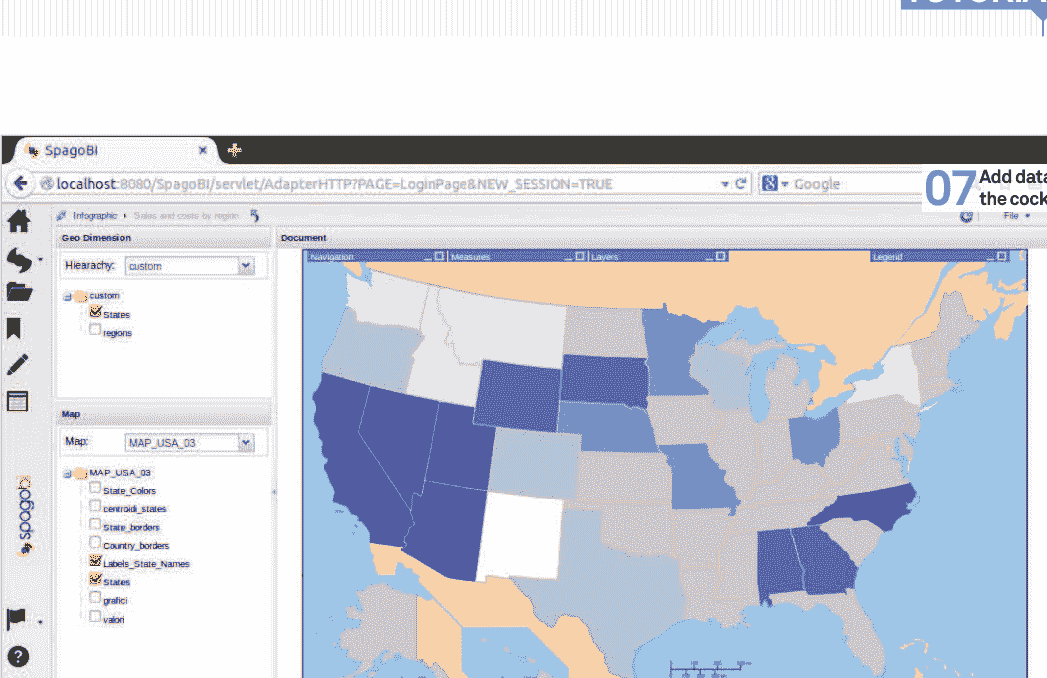 SpagoBI
localhost:8080/SpagoBI/servlet/AdapterHTTP?PAGE=LoginPage&NEW_SESSION=TRUE
Google
07 Add data
the cock
Infographic Sales and costs by region
File
Geo Dimension
Document
Hiearachy: custom
Navigation
Measures
Layers
Legend
custom
States
regions
Map
Map: MAP_USA_03
MAP_USA_03
State_Colors
centroidi_states
State_borders
Country_borders
Labels_State_Names
States
grafici
valori
spagobi